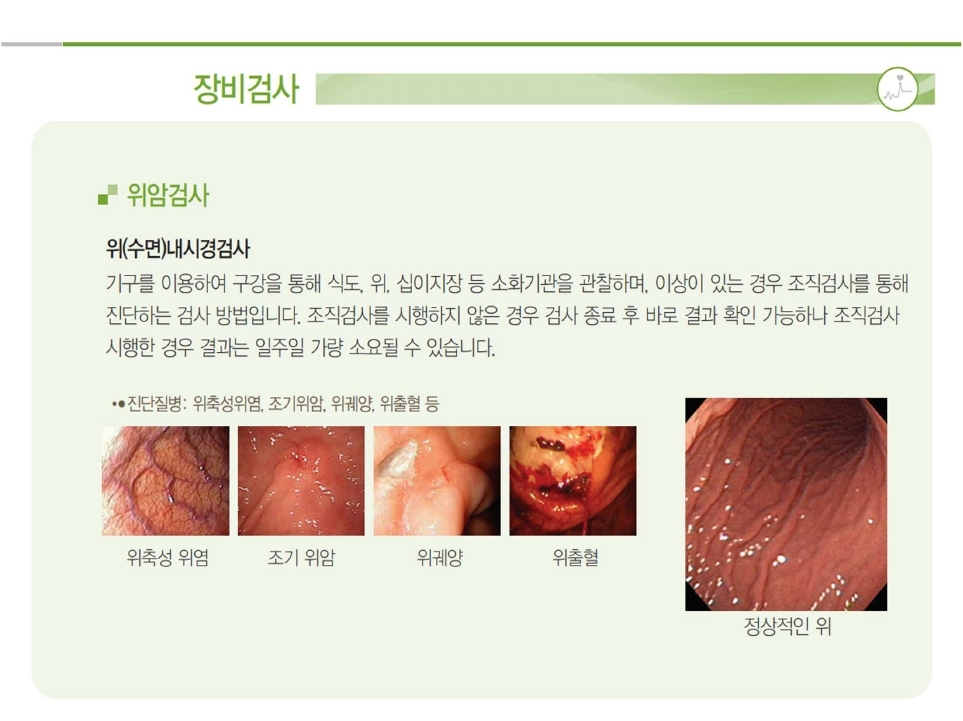 장비검사
위암검사
위(수면)내시경검사
기구를 이용하여 구강을 통해 식도, 위, 십이지장 등 소화기관을 관찰하며, 이상이 있는 경우 조직검사를 통해
진단하는 검사 방법입니다. 조직검사를 시행하지 않은 경우 검사 종료 후 바로 결과 확인 가능하나 조직검사
시행한 경우 결과는 일주일 가량 소요될 수 있습니다.
진단질병: 위축성위염, 조기위암, 위궤양, 위출혈 등
위축성 위염
조기 위암
위궤양
위출혈
정상적인 위